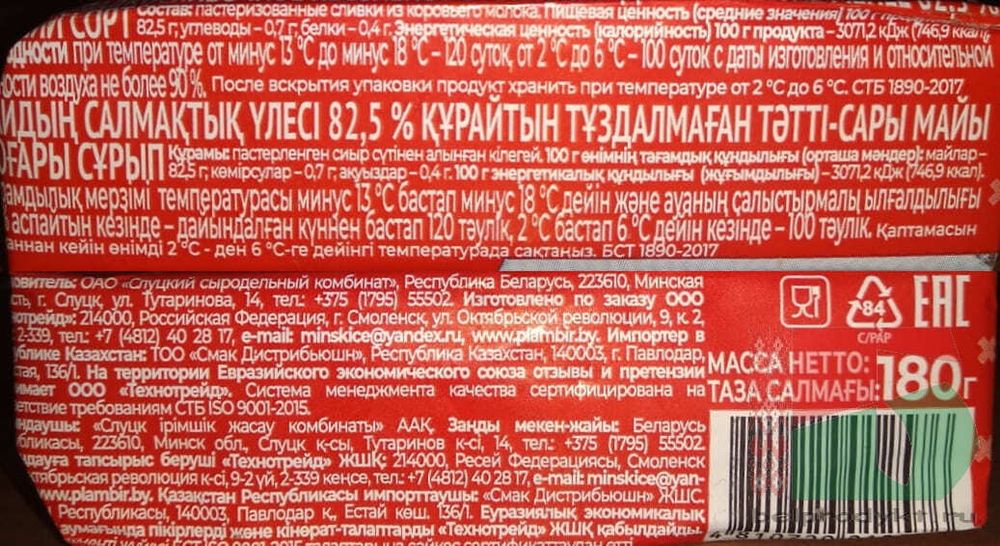 Состав: пастеризованные сливки из коровьего молока. Пищевая ценность (средние значения) 100 г
СОРТ 82,5 г; углеводы – 0,7 г; белки – 0,4 г. Энергетическая ценность (калорийность) 100 г продукта – 3071,2 кДж (746,9 ккал).
при температуре от минус 13 °С до минус 18 °С – 120 суток, от 2 °С до 6 °С – 100 суток с даты изготовления и относительной
воздуха не более 90 %. После вскрытия упаковки продукт хранить при температуре от 2 °С до 6 °С. СТБ 1890-2017
САЛМАҚТЫҚ ҮЛЕСІ 82,5 % ҚҰРАЙТЫН ТҰЗДАЛМАҒАН ТӘТТІ-САРЫ МАЙЫ
СҰРЫП Құрамы: пастерленген сиыр сүтінен алынған кілегей. 100 г өнімнің тағамдық құндылығы (орташа мәндер): майлар –
82,5 г; көмірсулар – 0,7 г; ақуыздар – 0,4 г. 100 г энергетикалық құндылығы (жұғымдылығы) – 3071,2 кДж (746,9 ккал).
мерзімі температурасы минус 13 °С бастап минус 18 °С дейін және ауаның салыстырмалы ылғалдылығы
аспайтын кезінде – дайындалған күннен бастап 120 тәулік, 2 °С бастап 6 °С дейін кезінде – 100 тәулік. Қаптамасын
кейін өнімді 2 °С - ден 6 °С-ге дейінгі температурада сақтаңыз. БСТ 1890-2017
ОАО «Слуцкий сыродельный комбинат», Республика Беларусь, 223610, Минская
г. Слуцк, ул. Тутаринова, 14, тел.: +375 (1795) 55502. Изготовлено по заказу ООО
214000, Российская Федерация, г. Смоленск, ул. Октябрьской революции, 9, к. 2,
2-339, тел.: +7 (4812) 40 28 17, e-mail: minskice@yandex.ru, www.plambir.by. Импортер в
Казахстан: ТОО «Смак Дистрибьюшн», Республика Казахстан, 140003, г. Павлодар,
136/1. На территории Евразийского экономического союза отзывы и претензии
ООО «Технотрейд». Система менеджмента качества сертифицирована на
требованиям СТБ ISO 9001-2015.
«Слуцк ірімшік жасау комбинаты» ААҚ. Заңды мекен-жайы: Беларусь
223610, Минск обл., Слуцк қ-сы, Тутаринов к-сі, 14, тел.: +375 (1795) 55502.
тапсырыс беруші «Технотрейд» ЖШҚ: 214000, Ресей Федерациясы, Смоленск
революция к-сі, 9-2 үй, 2-339 кеңсе, тел.: +7 (4812) 40 28 17, e-mail: minskice@yan-
www.plambir.by. Қазақстан Республикасы импорттаушы: «Смак Дистрибьюшн» ЖШС.
Республикасы, 140003, Павлодар қ., Естай көш. 136/1. Еуразиялық экономикалық
аумағында пікірлерді және кінәрат-талаптарды «Технотрейд» ЖШҚ қабылдайды.
84
C/PAP
EAC
МАССА НЕТТО:
ТАЗА САЛМАҒЫ: 180г